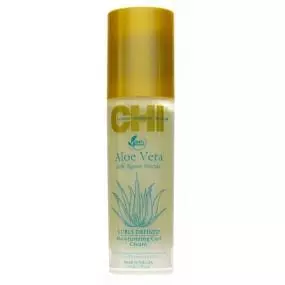 CHI
Aloe Vera
with Agave Nectar
CURLS DEFINED
Moisturizing Curl
Cream